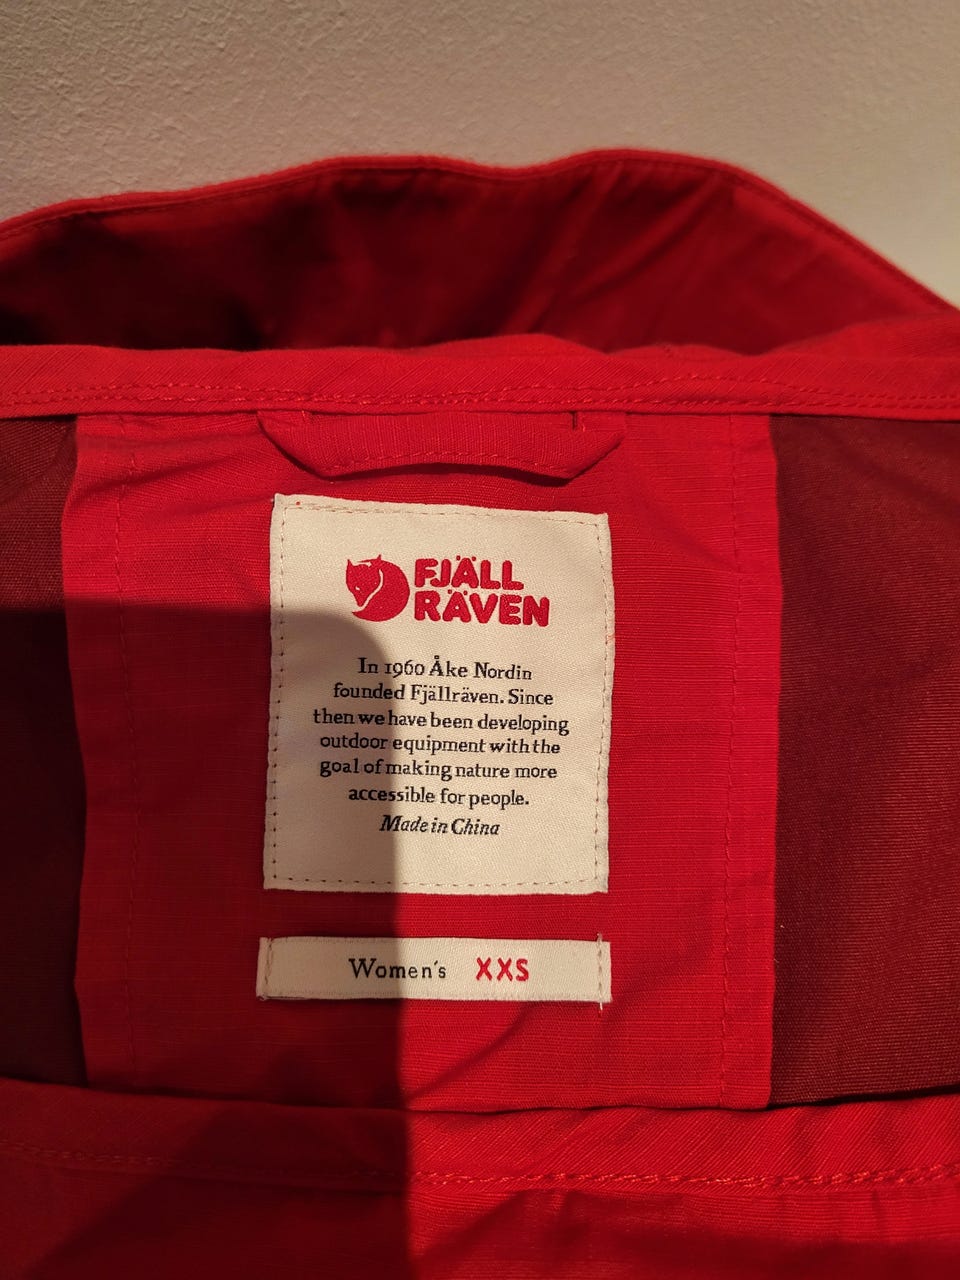 FJÄLL
RÄVEN
In 1960 Åke Nordin
founded Fjällräven. Since
then we have been developing
outdoor equipment with the
goal of making nature more
accessible for people.
Made in China
Women's XXS